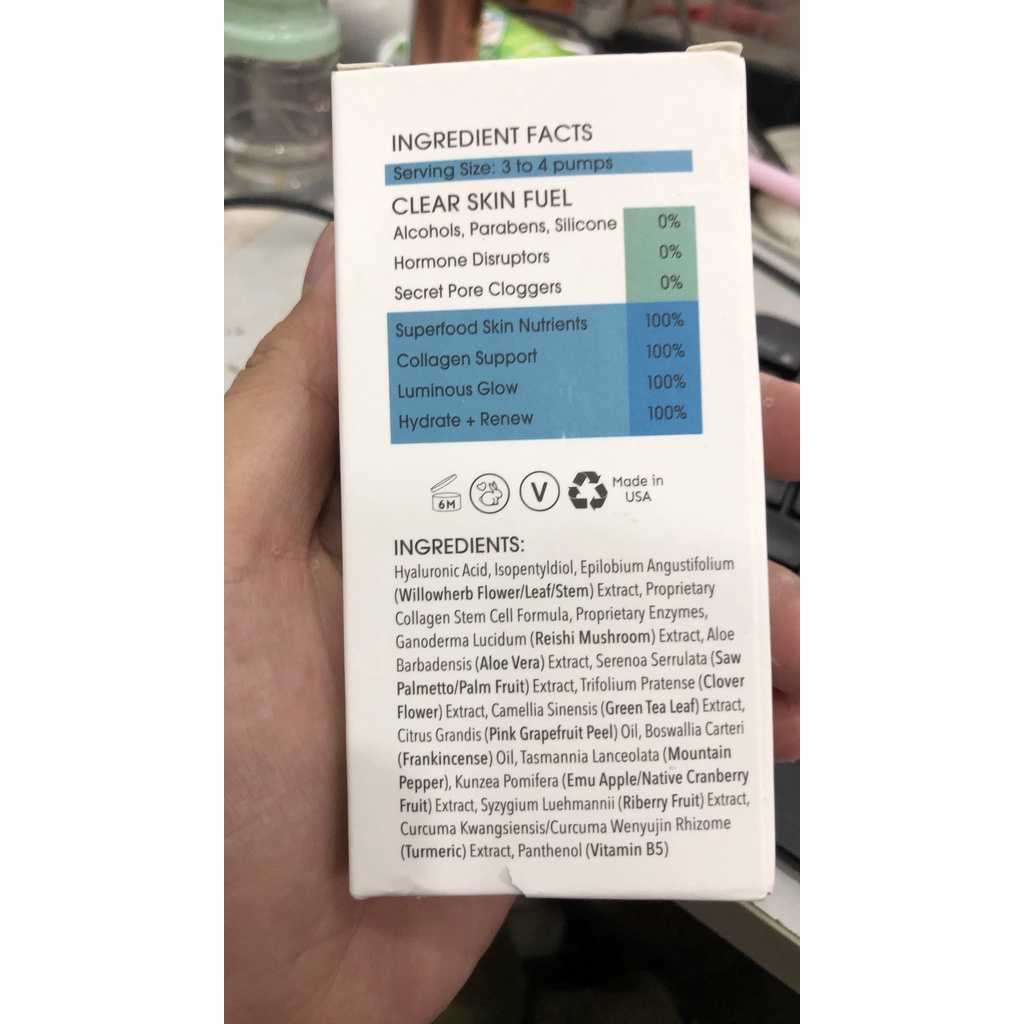 INGREDIENT FACTS
Serving Size: 3 to 4 pumps
CLEAR SKIN FUEL
Alcohols, Parabens, Silicone 0%
Hormone Disruptors 0%
Secret Pore Cloggers 0%
Superfood Skin Nutrients 100%
Collagen Support 100%
Luminous Glow 100%
Hydrate + Renew 100%
6M
V
Made in
USA
INGREDIENTS:
Hyaluronic Acid, Isopentyldiol, Epilobium Angustifolium
(Willowherb Flower/Leaf/Stem) Extract, Proprietary
Collagen Stem Cell Formula, Proprietary Enzymes,
Ganoderma Lucidum (Reishi Mushroom) Extract, Aloe
Barbadensis (Aloe Vera) Extract, Serenoa Serrulata (Saw
Palmetto/Palm Fruit) Extract, Trifolium Pratense (Clover
Flower) Extract, Camellia Sinensis (Green Tea Leaf) Extract,
Citrus Grandis (Pink Grapefruit Peel) Oil, Boswallia Carteri
(Frankincense) Oil, Tasmannia Lanceolata (Mountain
Pepper), Kunzea Pomifera (Emu Apple/Native Cranberry
Fruit) Extract, Syzygium Luehmannii (Riberry Fruit) Extract,
Curcuma Kwangsiensis/Curcuma Wenyujin Rhizome
(Turmeric) Extract, Panthenol (Vitamin B5)